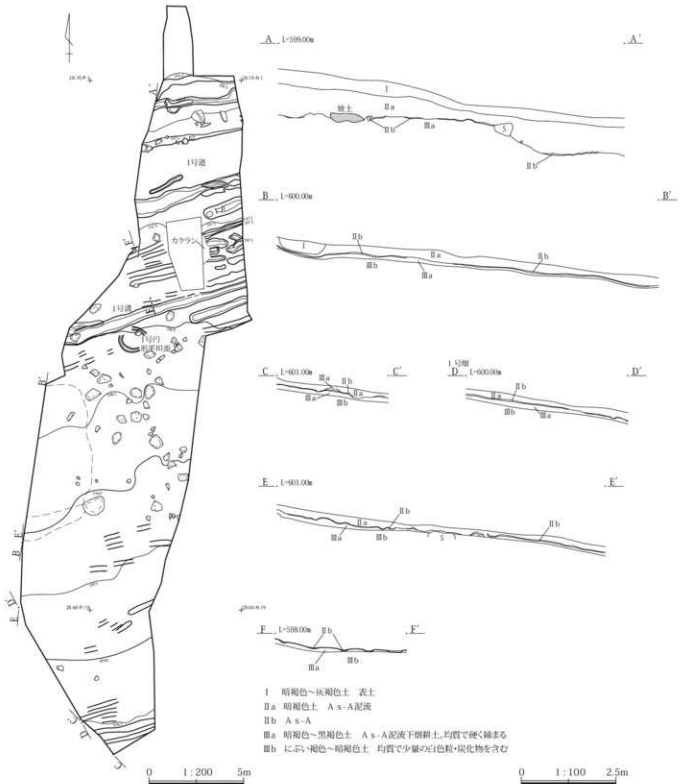 A L=599.00m A'
I
Ⅱa
焼土
Ⅱb
Ⅲa
S
Ⅱb
1号道
カクラン
1号溝
1号円
形平坦面
B L=600.00m B'
I
Ⅱa
Ⅱb
Ⅲb
Ⅲa
C L=601.00m C'
Ⅲa
Ⅱb
Ⅲa
Ⅱa
Ⅲb
1号畑
D L=600.00m D'
Ⅱb
Ⅱa
Ⅲb
Ⅲa
E L=601.00m E'
Ⅱa
Ⅱb
Ⅱb
Ⅲa
Ⅲb
S
F L=598.00m F'
Ⅱb
Ⅲa
Ⅲb
I 暗褐色～灰褐色土 表土
Ⅱa 暗褐色土 As-A泥流
Ⅱb As-A
Ⅲa 暗褐色～黒褐色土 As-A泥流下畑耕土。均質で硬く締まる
Ⅲb にぶい褐色～暗褐色土 均質で少量の白色粒・炭化物を含む
0 1:200 5m
0 1:100 2.5m